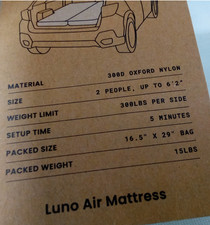 MATERIAL 300D OXFORD NYLON
SIZE 2 PEOPLE, UP TO 6'2"
WEIGHT LIMIT 300LBS PER SIDE
SETUP TIME 5 MINUTES
PACKED SIZE 16.5" X 29" BAG
PACKED WEIGHT 15LBS
Luno Air Mattress